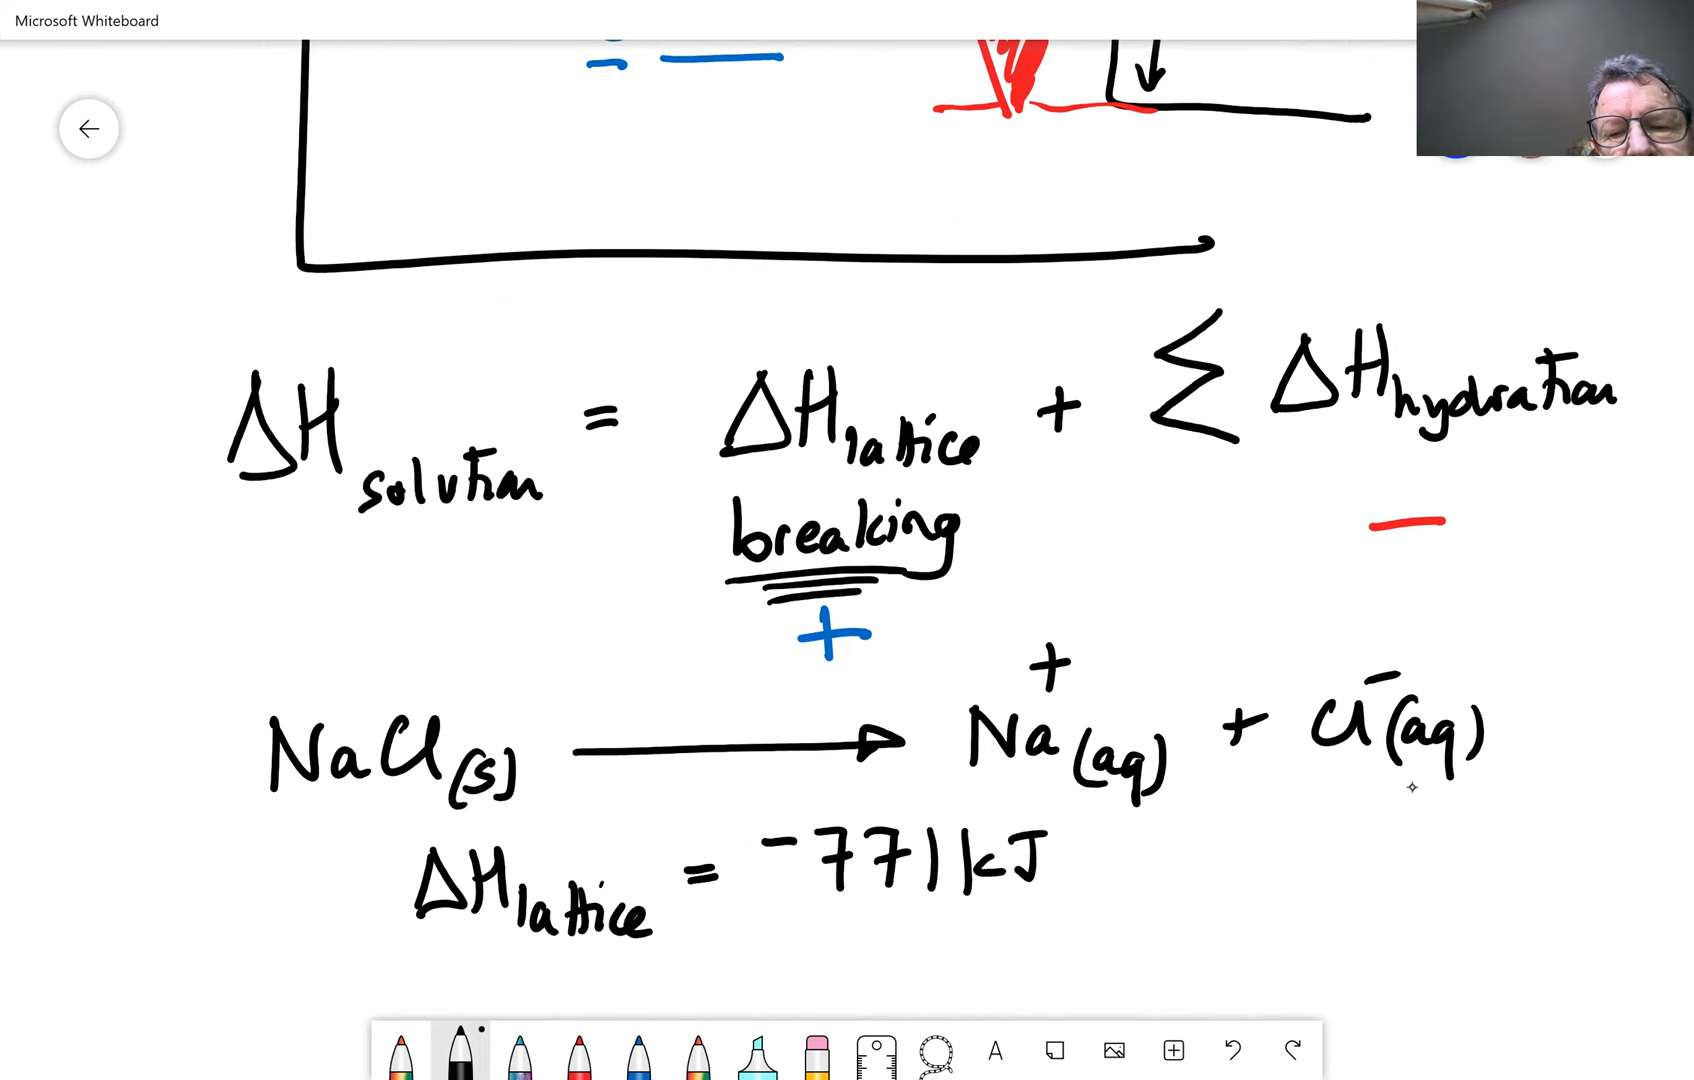 Microsoft Whiteboard
ΔH solution = ΔH lattice + Σ ΔH hydration
breaking
+ −
NaCl(s) ⟶ Na⁺(aq) + Cl⁻(aq)
ΔH lattice = -771 kJ
A